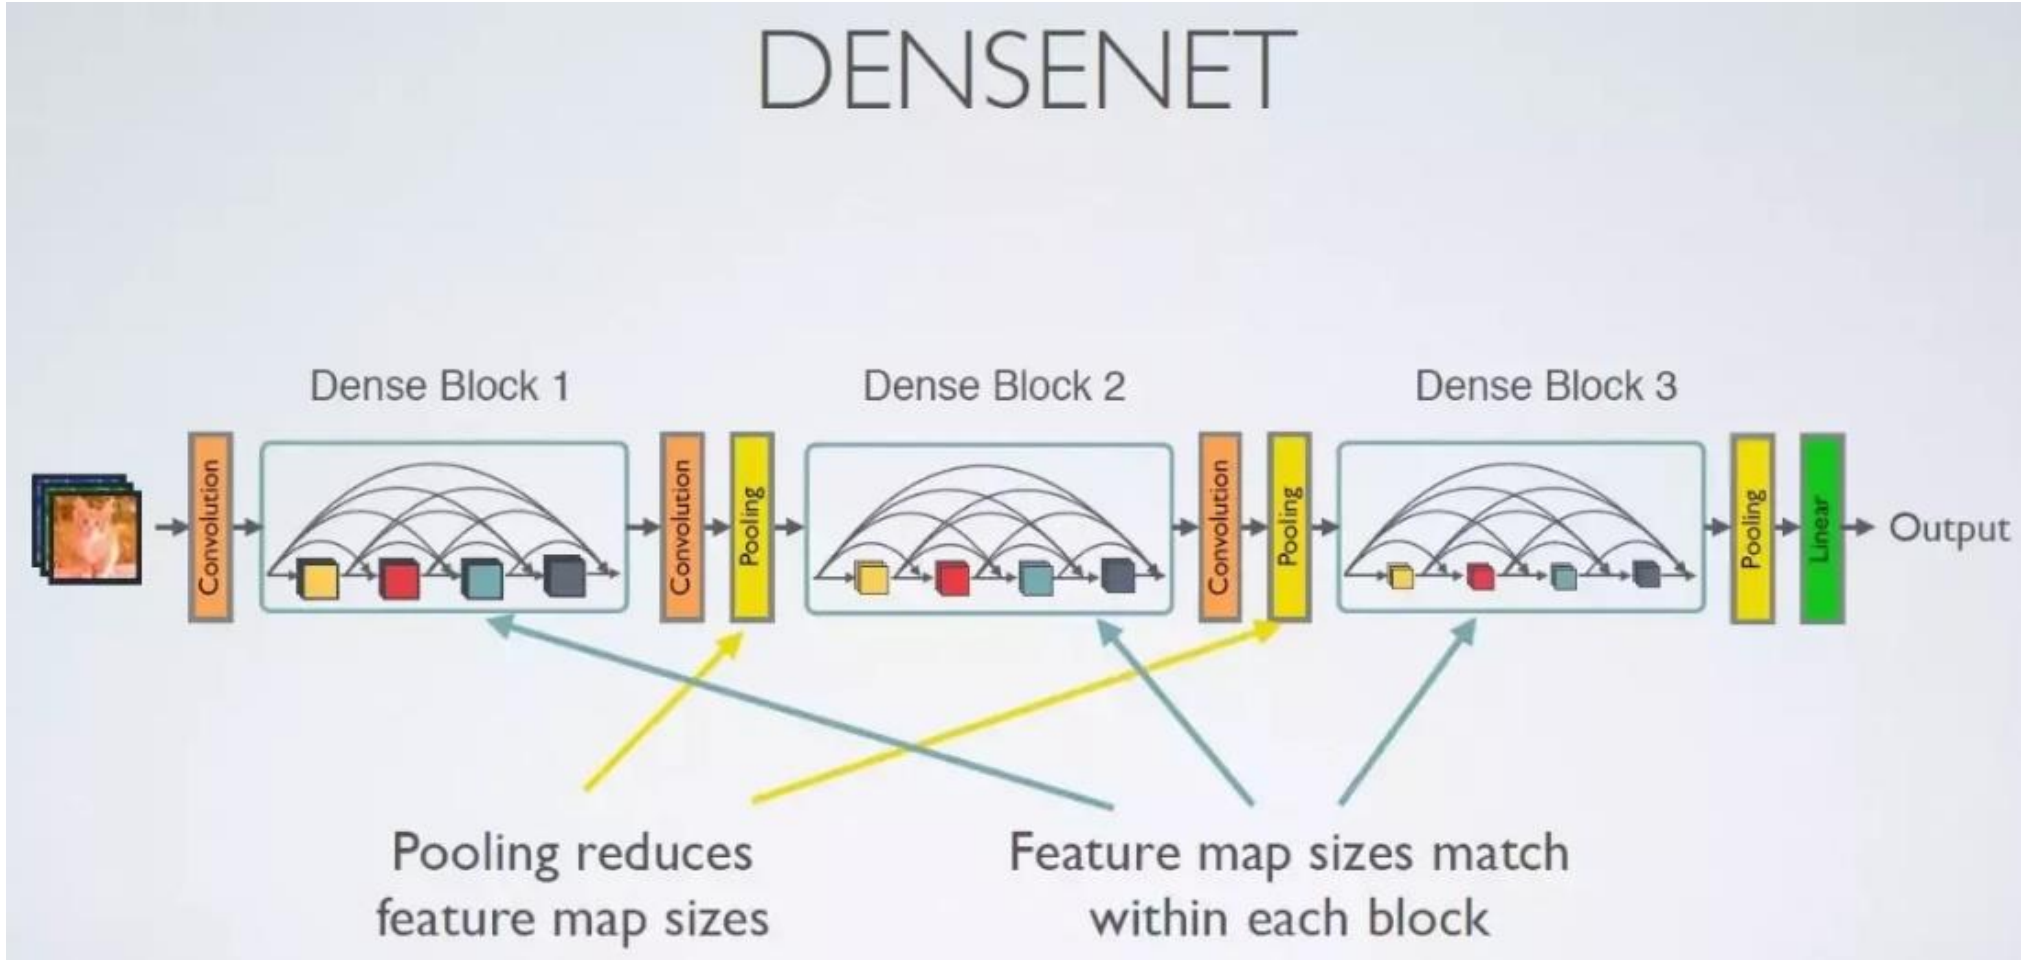 DENSENET
Dense Block 1
Dense Block 2
Dense Block 3
Convolution
Convolution
Pooling
Convolution
Pooling
Pooling
Linear
Output
Pooling reduces
feature map sizes
Feature map sizes match
within each block